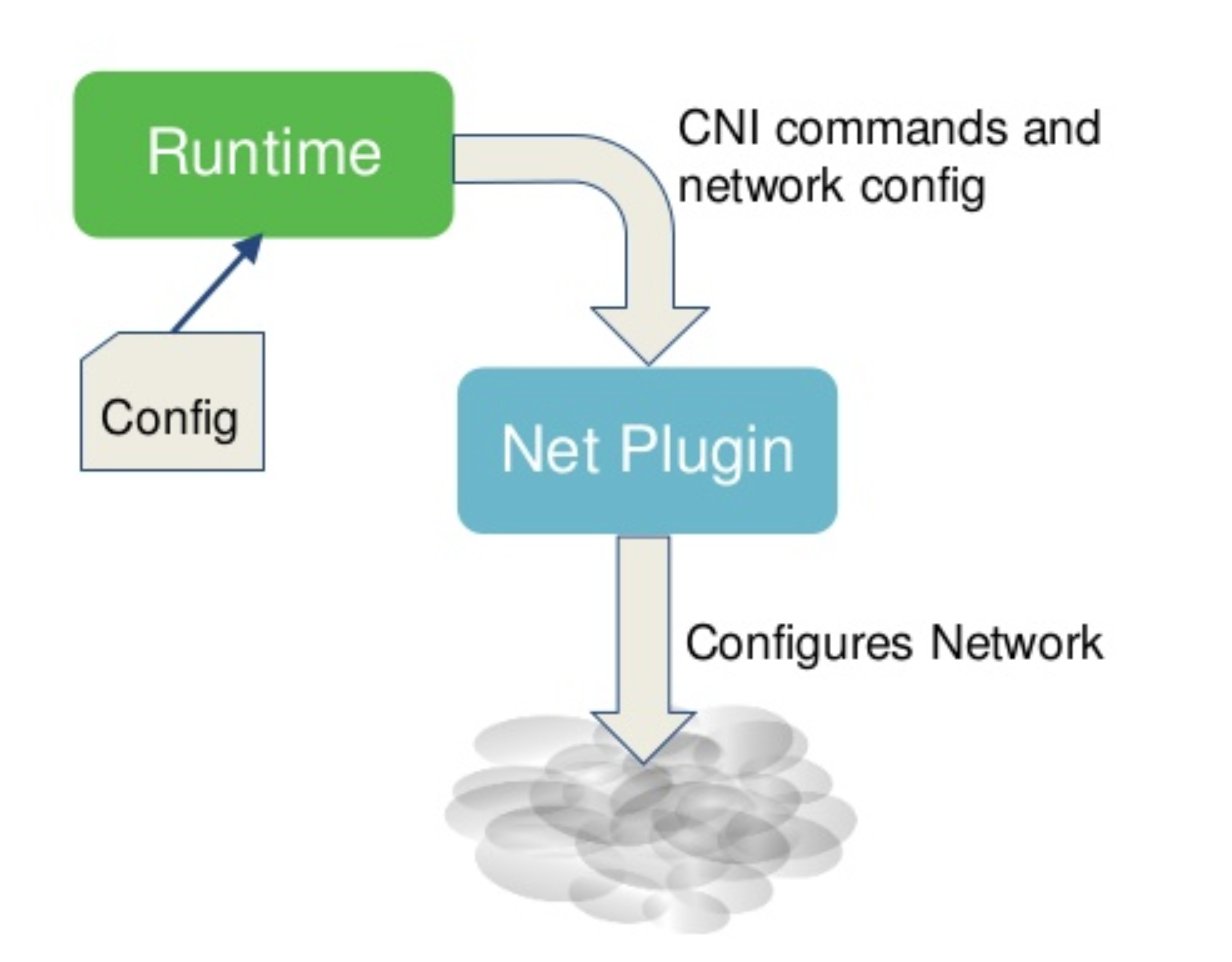 Runtime
CNI commands and
network config
Config
Net Plugin
Configures Network